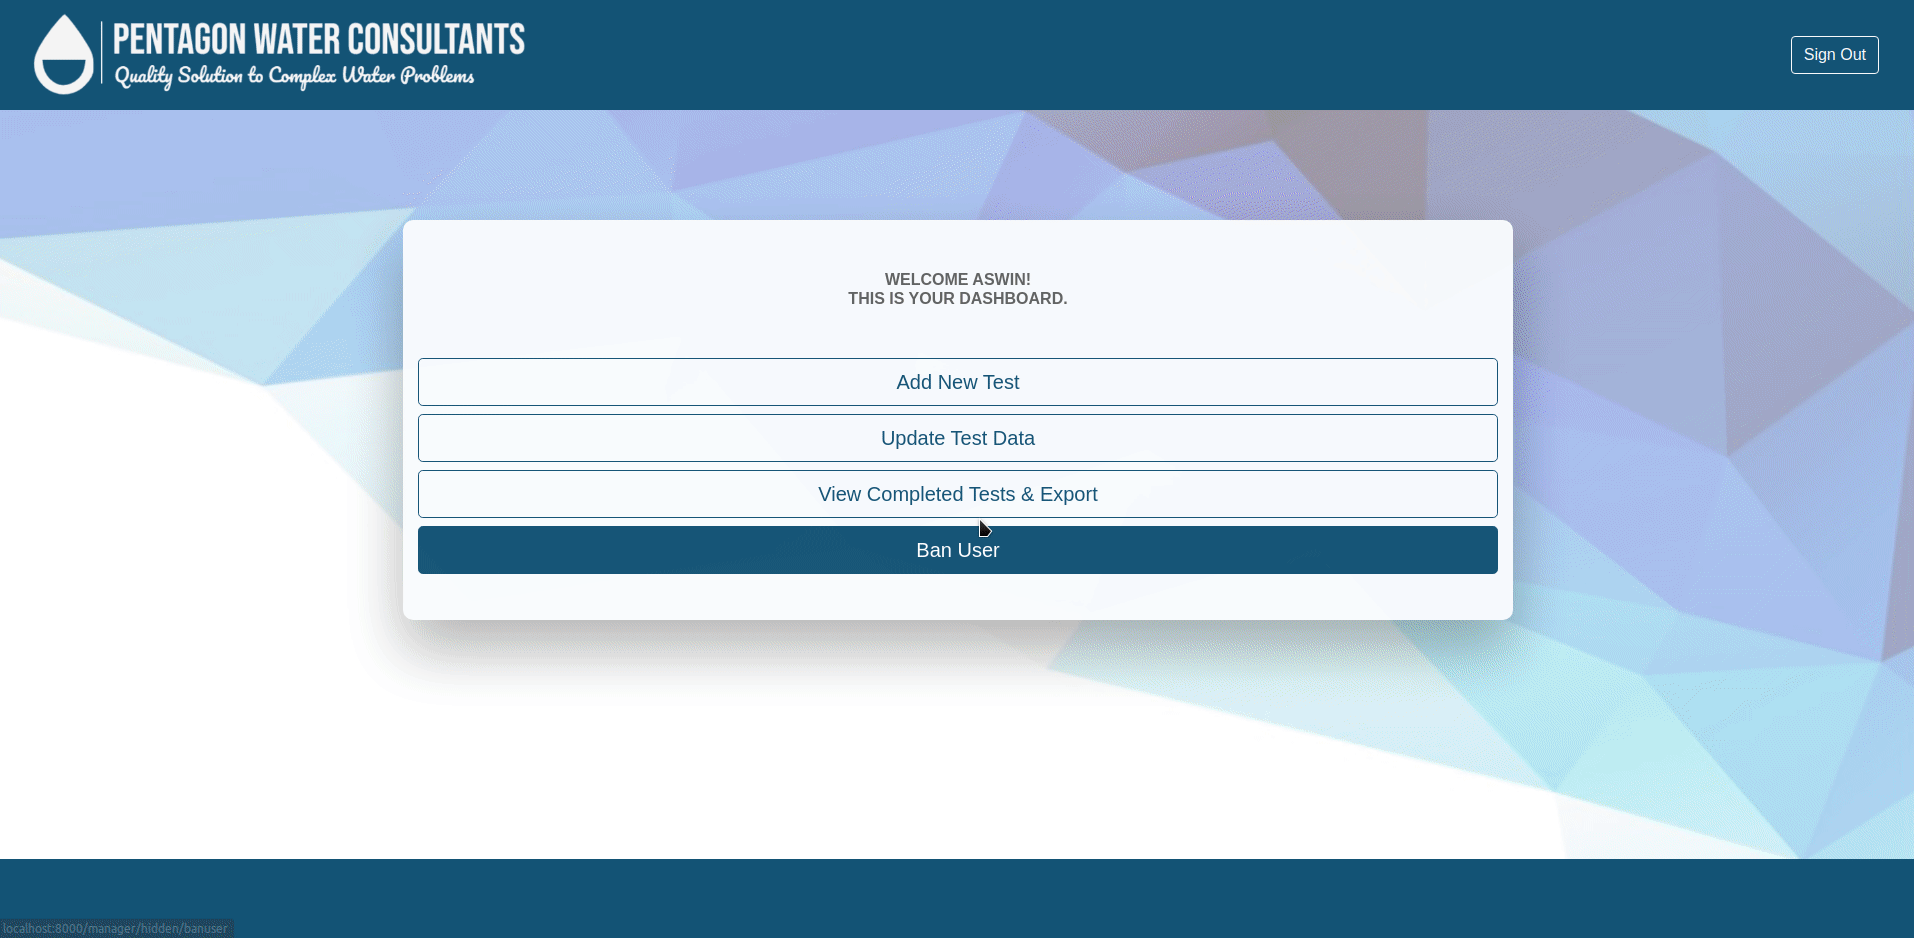 PENTAGON WATER CONSULTANTS
Quality Solution to Complex Water Problems
Sign Out
WELCOME ASWIN!
THIS IS YOUR DASHBOARD.
Add New Test
Update Test Data
View Completed Tests & Export
Ban User
localhost:8000/manager/hidden/banuser